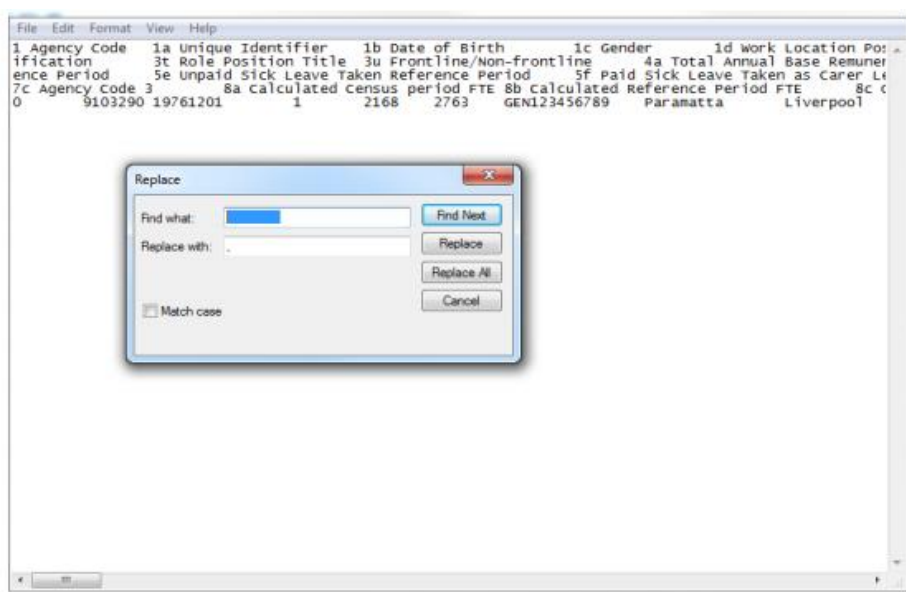 File Edit Format View Help
1 Agency Code 1a Unique Identifier 1b Date of Birth 1c Gender 1d Work Location Pos
ification 3t Role Position Title 3u Frontline/Non-frontline 4a Total Annual Base Remuner
ence Period 5e Unpaid Sick Leave Taken Reference Period 5f Paid Sick Leave Taken as Carer Le
7c Agency Code 3 8a Calculated Census period FTE 8b Calculated Reference Period FTE 8c
0 9103290 19761201 1 2168 2763 GEN123456789 Paramatta Liverpool
Replace
Find what:
Find Next
Replace with: .
Replace
Replace All
Match case
Cancel